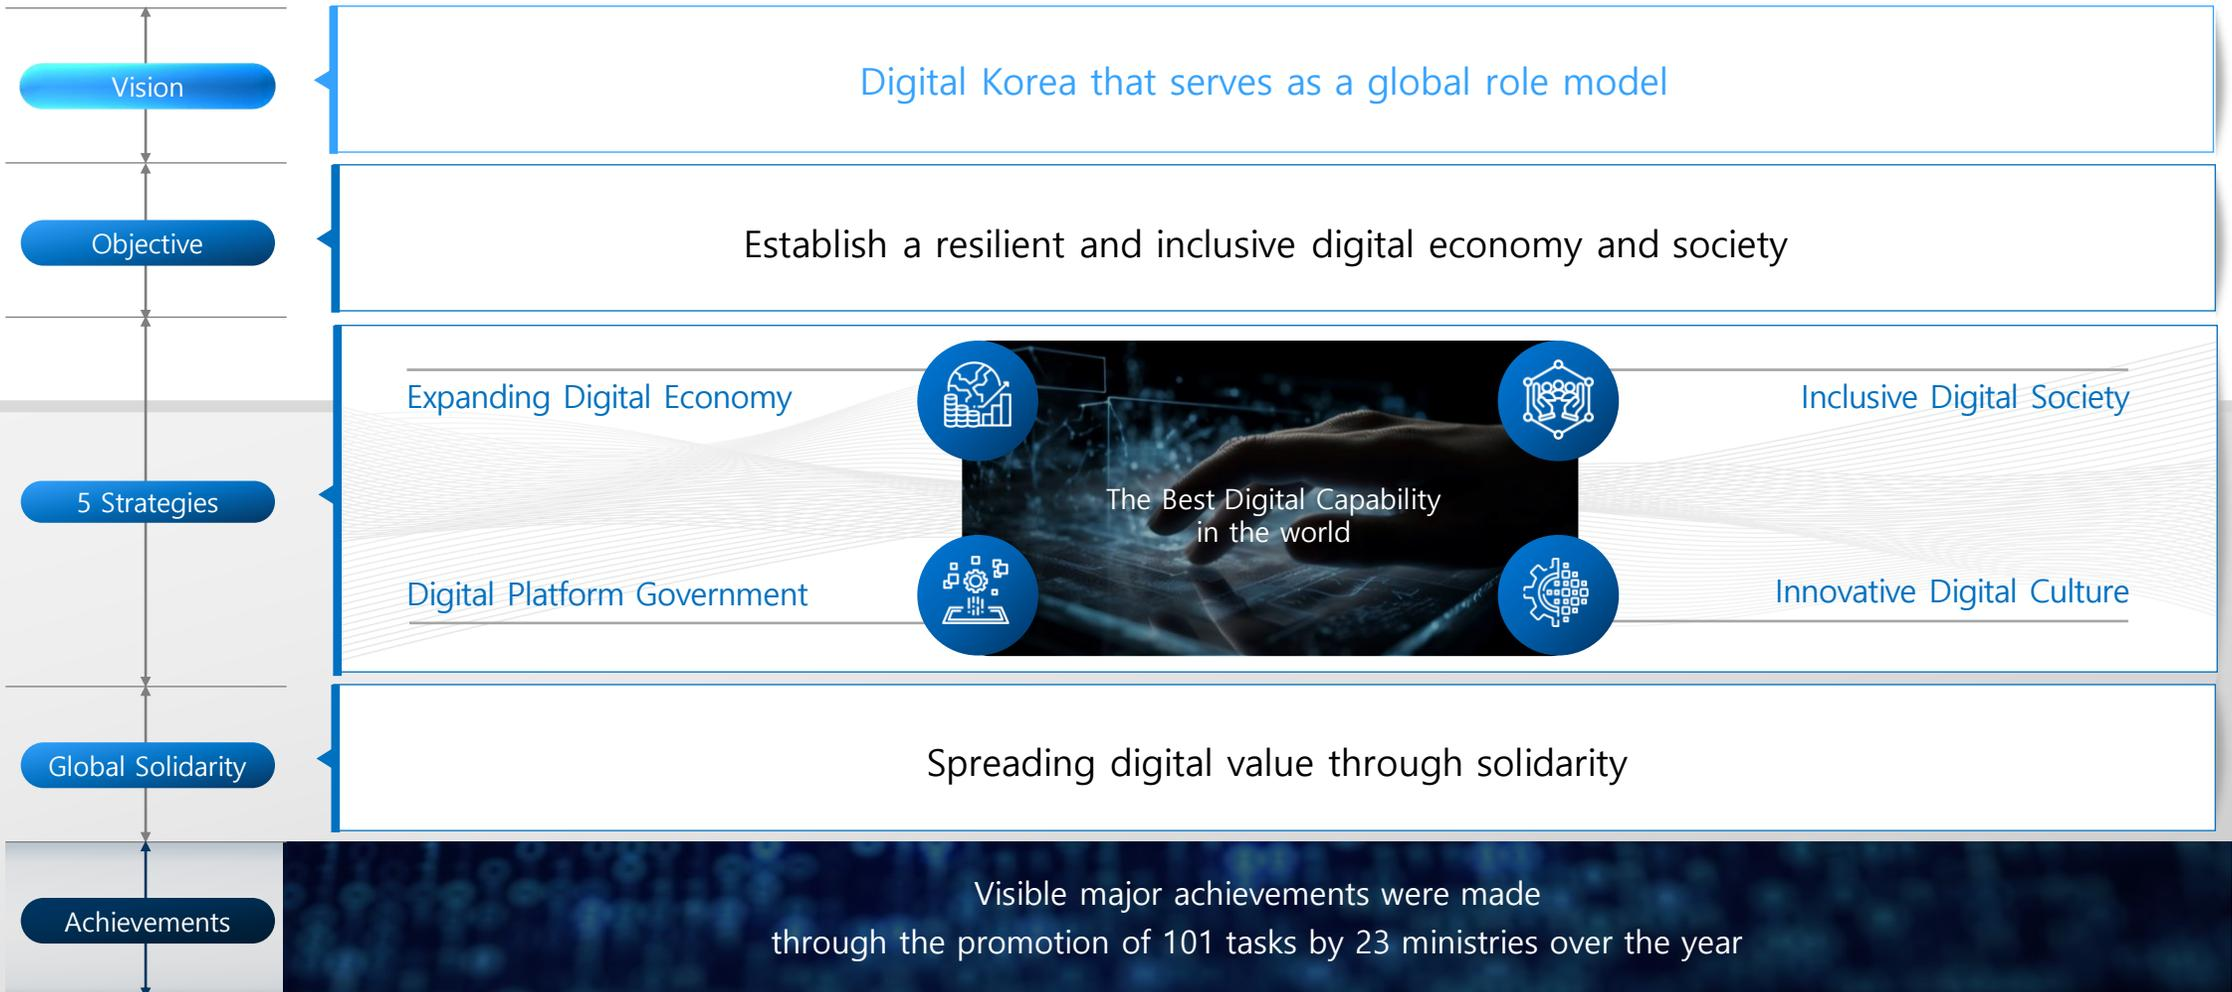 Vision
Digital Korea that serves as a global role model
Objective
Establish a resilient and inclusive digital economy and society
5 Strategies
Expanding Digital Economy
Inclusive Digital Society
The Best Digital Capability
in the world
Digital Platform Government
Innovative Digital Culture
Global Solidarity
Spreading digital value through solidarity
Achievements
Visible major achievements were made
through the promotion of 101 tasks by 23 ministries over the year